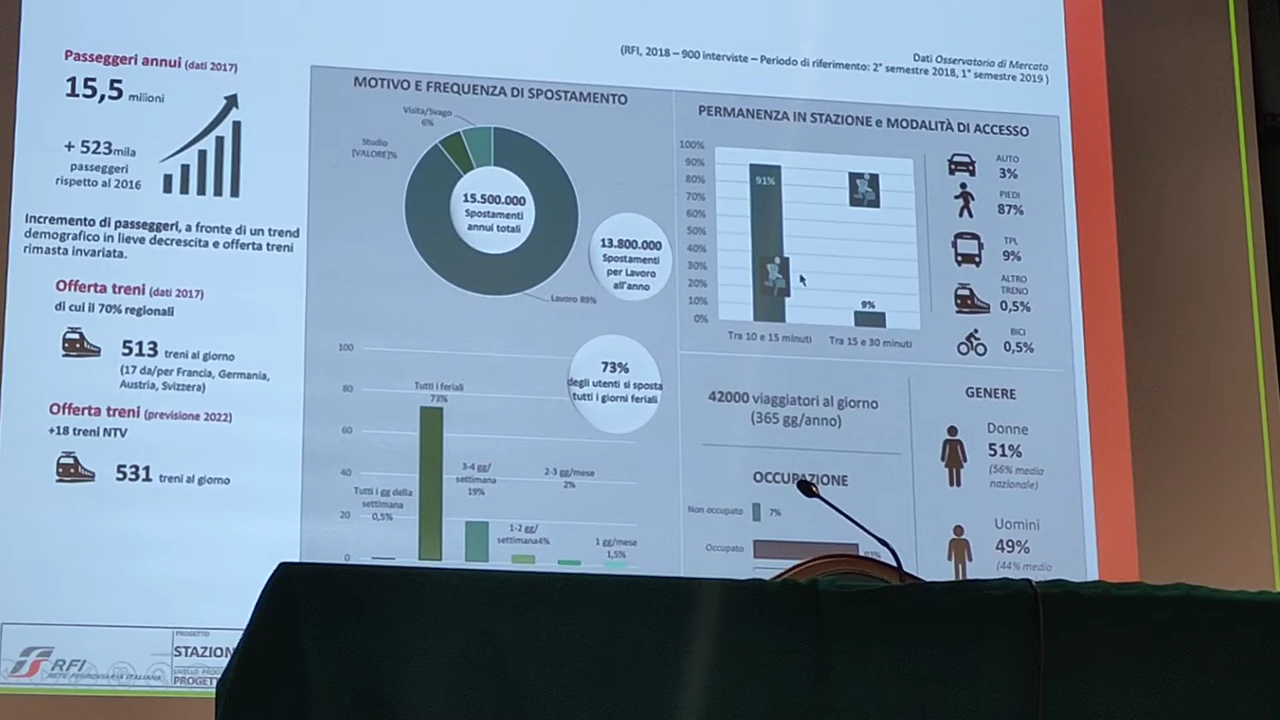 (RFI, 2018 – 900 interviste – Periodo di riferimento: 2° semestre 2018, 1° semestre 2019 )
Dati Osservatorio di Mercato
Passeggeri annui (dati 2017)
15,5 milioni
+ 523mila
passeggeri
rispetto al 2016
Incremento di passeggeri, a fronte di un trend
demografico in lieve decrescita e offerta treni
rimasta invariata.
Offerta treni (dati 2017)
di cui il 70% regionali
513 treni al giorno
(17 da/per Francia, Germania,
Austria, Svizzera)
Offerta treni (previsione 2022)
+18 treni NTV
531 treni al giorno
MOTIVO E FREQUENZA DI SPOSTAMENTO
Visita/Svago
6%
Studio
[VALORE]%
15.500.000
Spostamenti
annui totali
13.800.000
Spostamenti
per Lavoro
all'anno
Lavoro 89%
73%
degli utenti si sposta
tutti i giorni feriali
100
80
60
40
20
0
Tutti i gg della
settimana
0,5%
Tutti i feriali
73%
3-4 gg/
settimana
19%
1-2 gg/
settimana4%
2-3 gg/mese
2%
1 gg/mese
1,5%
PERMANENZA IN STAZIONE e MODALITÀ DI ACCESSO
100%
90%
80%
70%
60%
50%
40%
30%
20%
10%
0%
91%
9%
Tra 10 e 15 minuti
Tra 15 e 30 minuti
AUTO
3%
PIEDI
87%
TPL
9%
ALTRO
TRENO
0,5%
BICI
0,5%
42000 viaggiatori al giorno
(365 gg/anno)
OCCUPAZIONE
Non occupato
7%
Occupato
GENERE
Donne
51%
(56% media
nazionale)
Uomini
49%
(44% media
RFI
RETE FERROVIARIA ITALIANA
PROGETTO
STAZION
LIVELLO PROG
PROGET